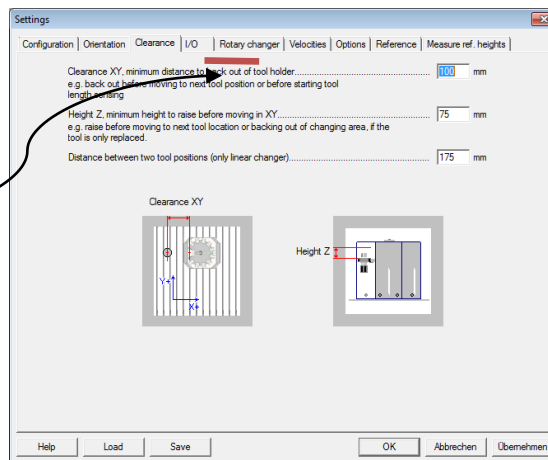 Settings
Configuration Orientation Clearance I/O Rotary changer Velocities Options Reference Measure ref. heights
Clearance XY, minimum distance to back out of tool holder 100 mm
e.g. back out before moving to next tool position or before starting tool
length sensing
Height Z, minimum height to raise before moving in XY 75 mm
e.g. raise before moving to next tool location or backing out of changing area, if the
tool is only replaced.
Distance between two tool positions (only linear changer) 175 mm
Clearance XY
Height Z
Y+
X+
Help Load Save OK Abbrechen Übernehmen